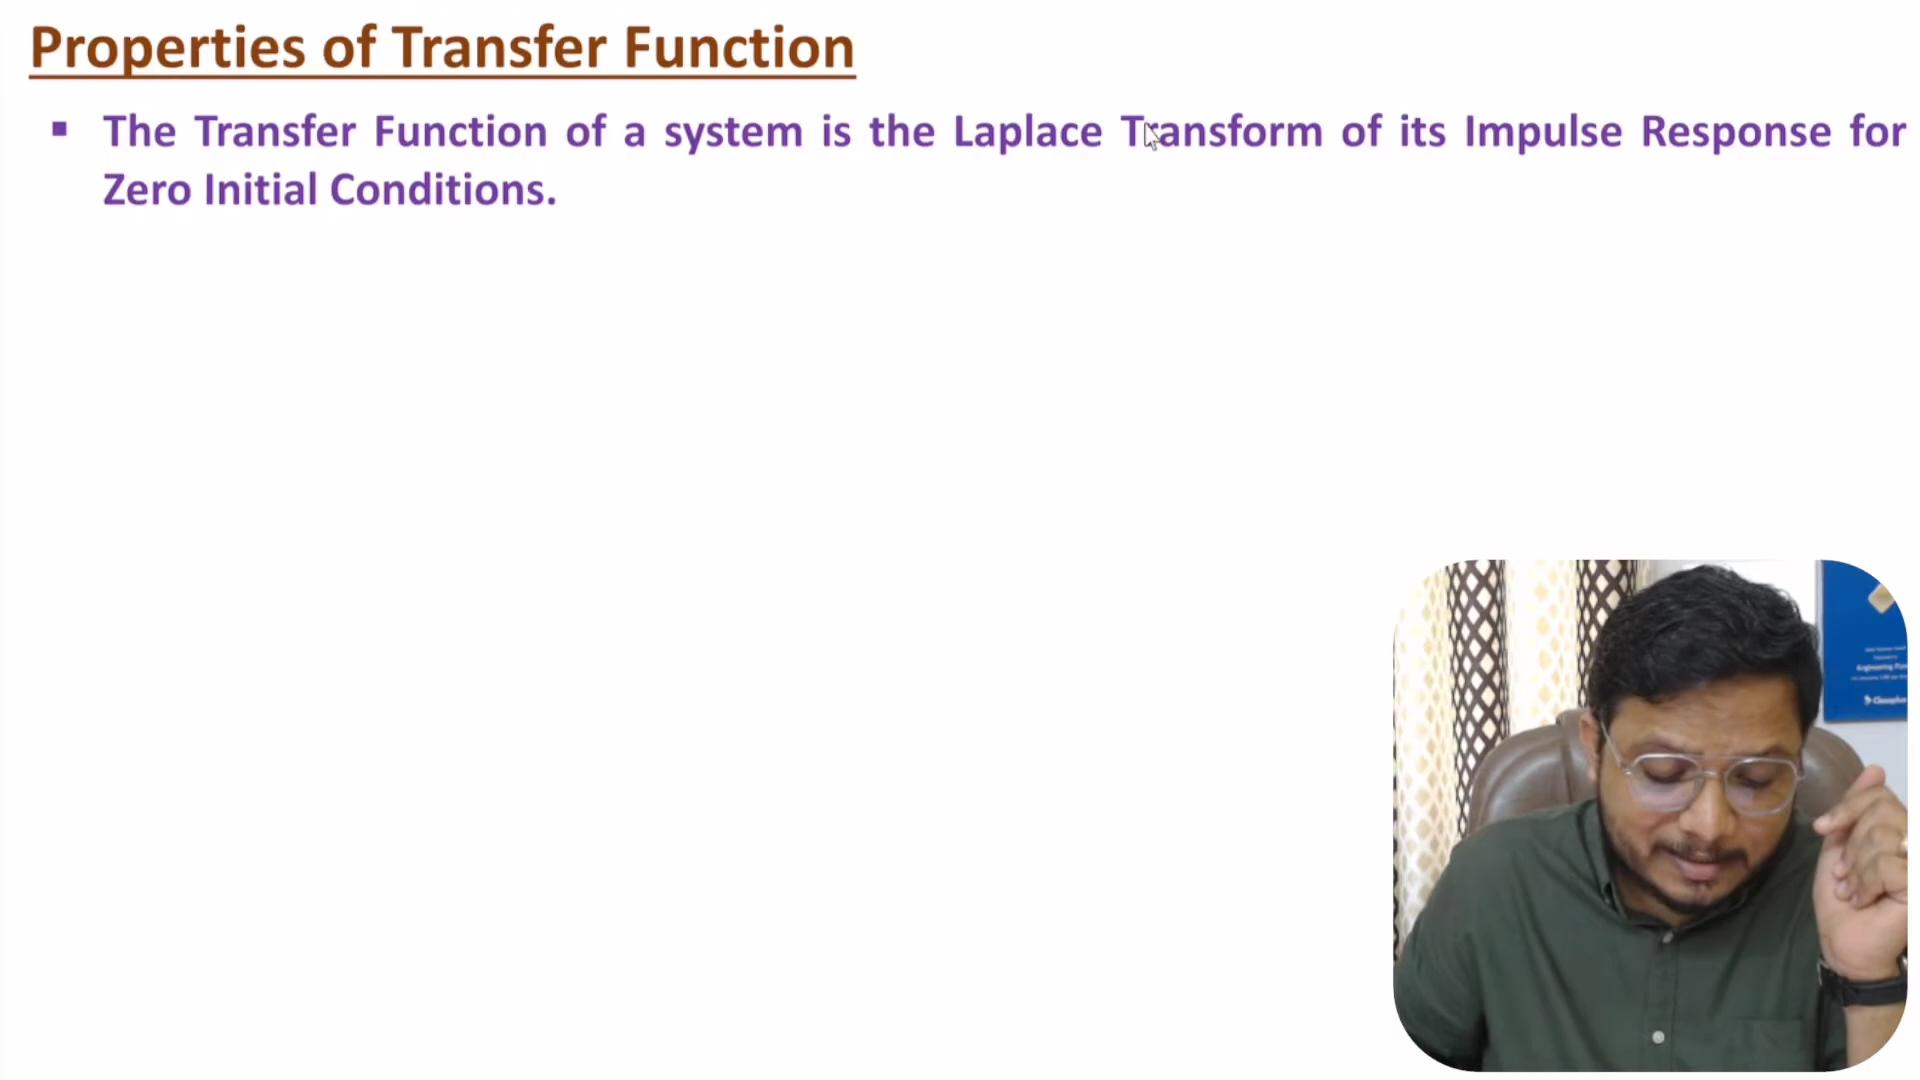 Properties of Transfer Function
▪ The Transfer Function of a system is the Laplace Transform of its Impulse Response for
Zero Initial Conditions.
Engineering